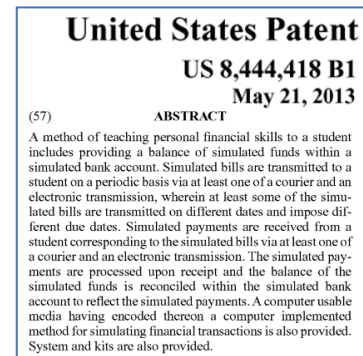 United States Patent
US 8,444,418 B1
May 21, 2013
(57) ABSTRACT
A method of teaching personal financial skills to a student
includes providing a balance of simulated funds within a
simulated bank account. Simulated bills are transmitted to a
student on a periodic basis via at least one of a courier and an
electronic transmission, wherein at least some of the simu-
lated bills are transmitted on different dates and impose dif-
ferent due dates. Simulated payments are received from a
student corresponding to the simulated bills via at least one of
a courier and an electronic transmission. The simulated pay-
ments are processed upon receipt and the balance of the
simulated funds is reconciled within the simulated bank
account to reflect the simulated payments. A computer usable
media having encoded thereon a computer implemented
method for simulating financial transactions is also provided.
System and kits are also provided.